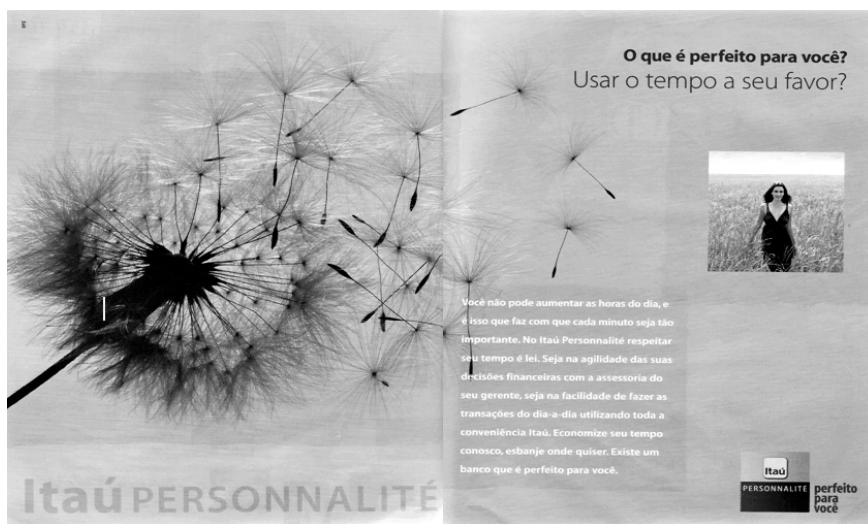 O que é perfeito para você?
Usar o tempo a seu favor?
Você não pode aumentar as horas do dia, e
é isso que faz com que cada minuto seja tão
importante. No Itaú Personnalité respeitar
seu tempo é lei. Seja na agilidade das suas
decisões financeiras com a assessoria do
seu gerente, seja na facilidade de fazer as
transações do dia-a-dia utilizando toda a
conveniência Itaú. Economize seu tempo
conosco, esbanje onde quiser. Existe um
banco que é perfeito para você.
Itaú PERSONNALITÉ
Itaú
PERSONNALITÉ
perfeito
para
você